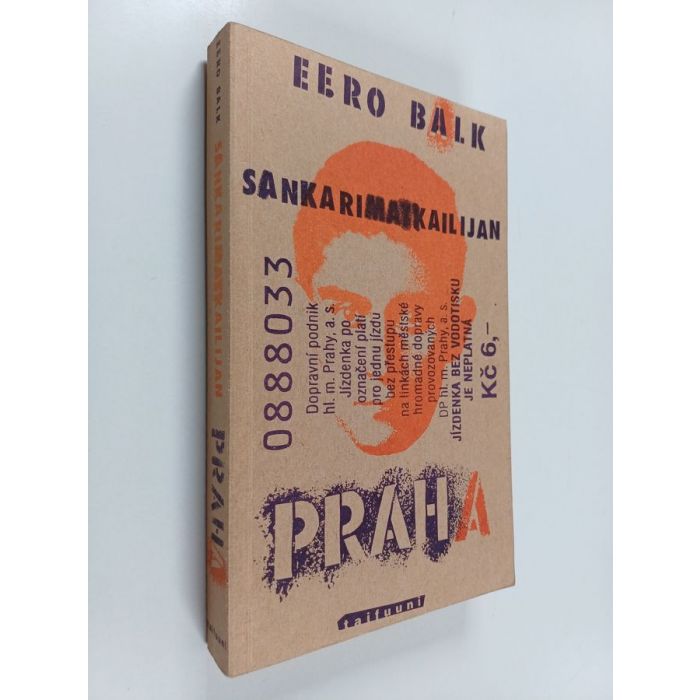 EERO BALK
SANKARIMATKAILIJAN
0888033
Dopravní podnik
hl. m. Prahy, a. s.
Jízdenka po
označení platí
pro jednu jízdu
bez přestupu
na linkách městské
hromadné dopravy
provozovaných
DP hl. m. Prahy, a. s.
JÍZDENKA BEZ VODOTISKU
JE NEPLATNÁ
Kč 6,–
PRAHA
taifuuni
EERO BALK
SANKARIMATKAILIJAN
PRAHA
taifuuni